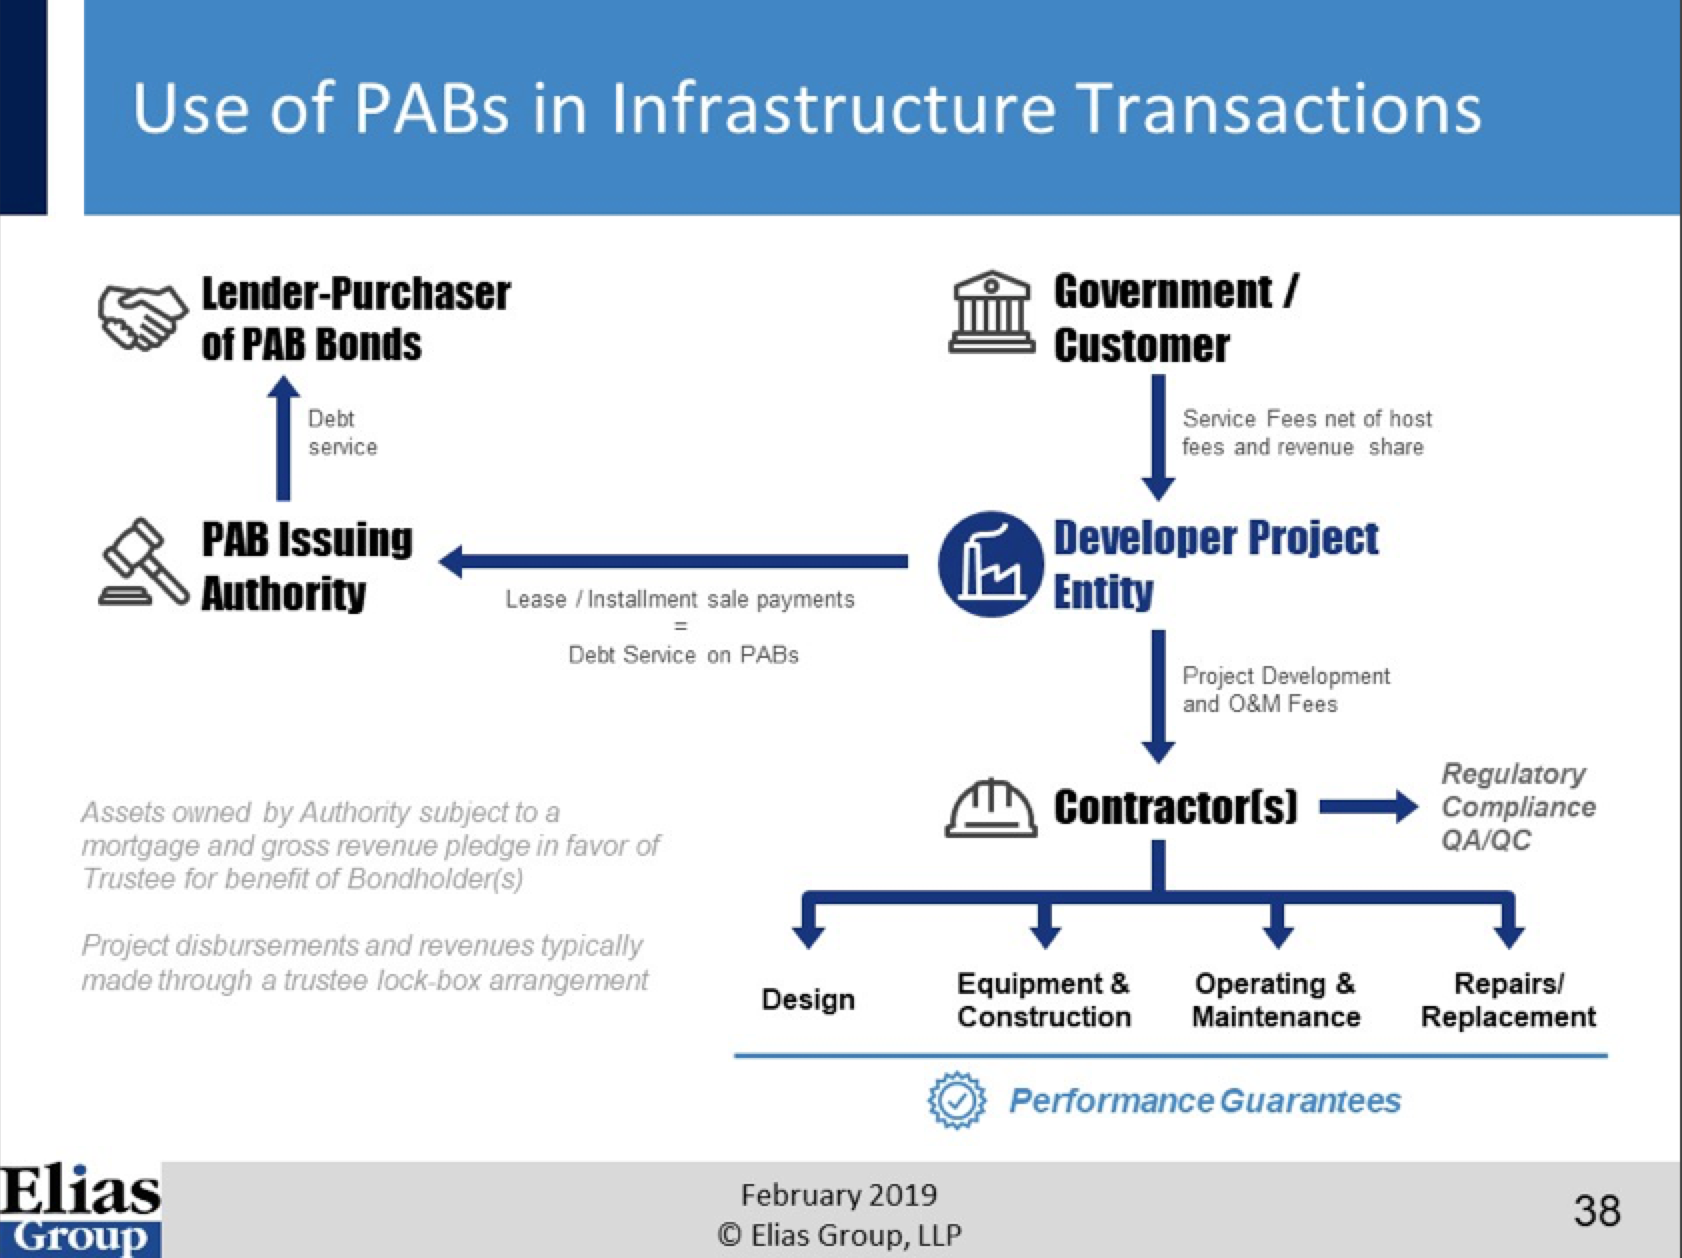 Use of PABs in Infrastructure Transactions
Lender-Purchaser
of PAB Bonds
Government /
Customer
Debt
service
Service Fees net of host
fees and revenue share
PAB Issuing
Authority
Developer Project
Entity
Lease / Installment sale payments
=
Debt Service on PABs
Project Development
and O&M Fees
Contractor(s)
Regulatory
Compliance
QA/QC
Assets owned by Authority subject to a
mortgage and gross revenue pledge in favor of
Trustee for benefit of Bondholder(s)
Project disbursements and revenues typically
made through a trustee lock-box arrangement
Design
Equipment &
Construction
Operating &
Maintenance
Repairs/
Replacement
Performance Guarantees
Elias
Group
February 2019
© Elias Group, LLP
38